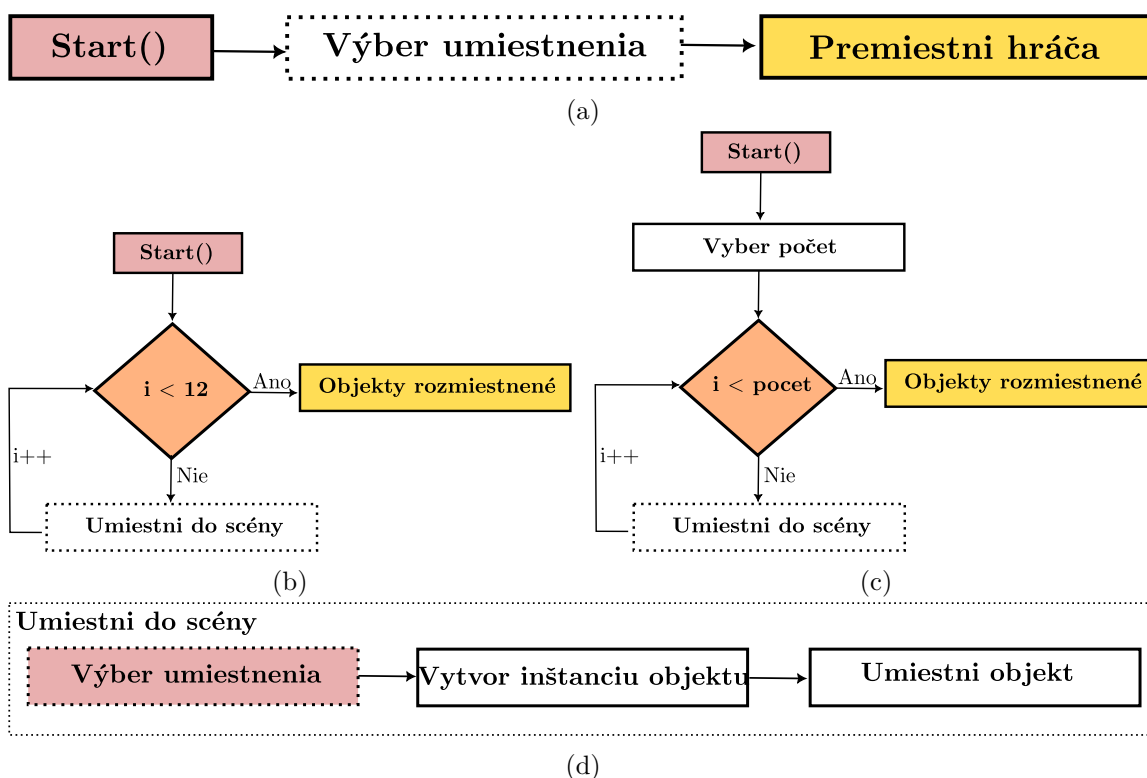 Start()
Výber umiestnenia
Premiestni hráča
(a)
Start()
i < 12
Ano
Objekty rozmiestnené
i++
Nie
Umiestni do scény
(b)
Start()
Vyber počet
i < pocet
Ano
Objekty rozmiestnené
i++
Nie
Umiestni do scény
(c)
Umiestni do scény
Výber umiestnenia
Vytvor inštanciu objektu
Umiestni objekt
(d)